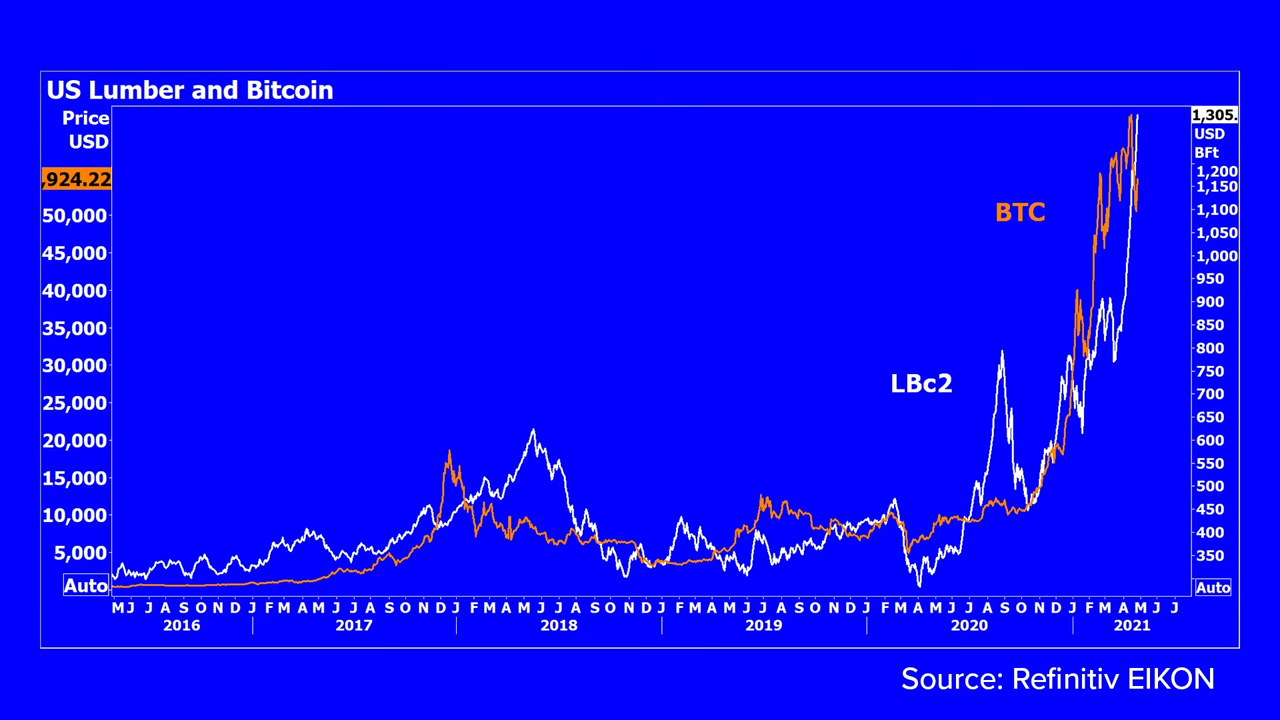 US Lumber and Bitcoin
Price
USD
,924.22
50,000
45,000
40,000
35,000
30,000
25,000
20,000
15,000
10,000
5,000
Auto
BTC
LBc2
1,305.
USD
BFt
1,200
1,150
1,100
1,050
1,000
950
900
850
800
750
700
650
600
550
500
450
400
350
Auto
M J J A S O N D J F M A M J J A S O N D J F M A M J J A S O N D J F M A M J J A S O N D J F M A M J J A S O N D J F M A M J J
2016 2017 2018 2019 2020 2021
Source: Refinitiv EIKON